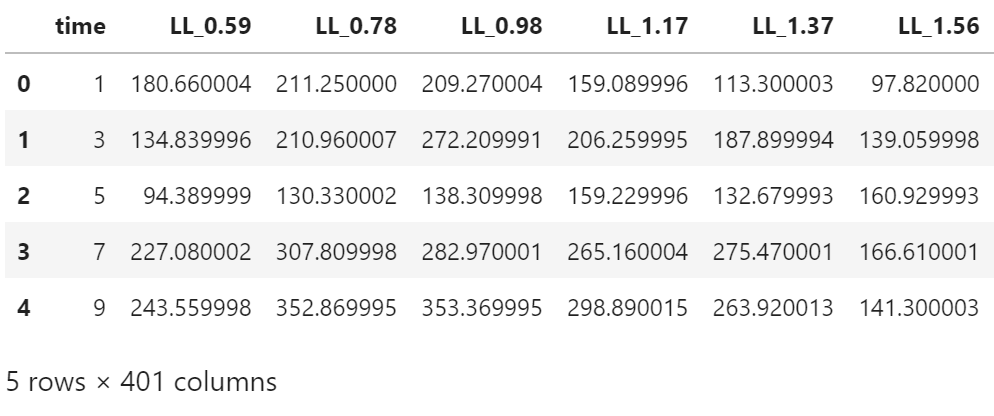 time LL_0.59 LL_0.78 LL_0.98 LL_1.17 LL_1.37 LL_1.56
0 1 180.660004 211.250000 209.270004 159.089996 113.300003 97.820000
1 3 134.839996 210.960007 272.209991 206.259995 187.899994 139.059998
2 5 94.389999 130.330002 138.309998 159.229996 132.679993 160.929993
3 7 227.080002 307.809998 282.970001 265.160004 275.470001 166.610001
4 9 243.559998 352.869995 353.369995 298.890015 263.920013 141.300003
5 rows × 401 columns